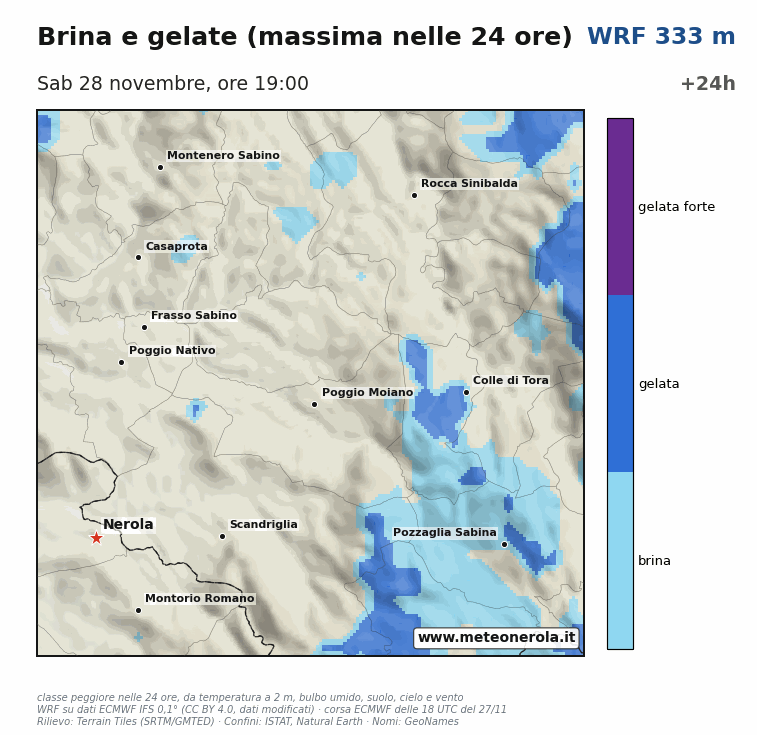 Brina e gelate (massima nelle 24 ore) WRF 333 m
Sab 28 novembre, ore 19:00 +24h
Montenero Sabino
Rocca Sinibalda
gelata forte
Casaprota
Frasso Sabino
Poggio Nativo
Colle di Tora
gelata
Poggio Moiano
Nerola
Scandriglia
Pozzaglia Sabina
brina
Montorio Romano
www.meteonerola.it
classe peggiore nelle 24 ore, da temperatura a 2 m, bulbo umido, suolo, cielo e vento
WRF su dati ECMWF IFS 0,1° (CC BY 4.0, dati modificati) · corsa ECMWF delle 18 UTC del 27/11
Rilievo: Terrain Tiles (SRTM/GMTED) · Confini: ISTAT, Natural Earth · Nomi: GeoNames